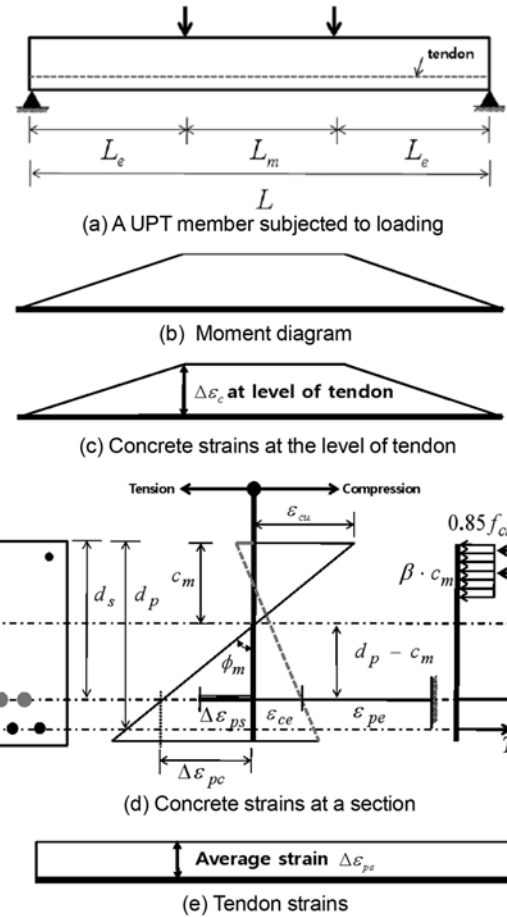 tendon
L_e L_m L_e
L
(a) A UPT member subjected to loading
(b) Moment diagram
Δε_c at level of tendon
(c) Concrete strains at the level of tendon
Tension Compression
ε_cu
0.85f_c
c_m
β · c_m
d_s d_p
ϕ_m
d_p − c_m
Δε_ps ε_ce ε_pe
T
Δε_pc
(d) Concrete strains at a section
Average strain Δε_ps
(e) Tendon strains